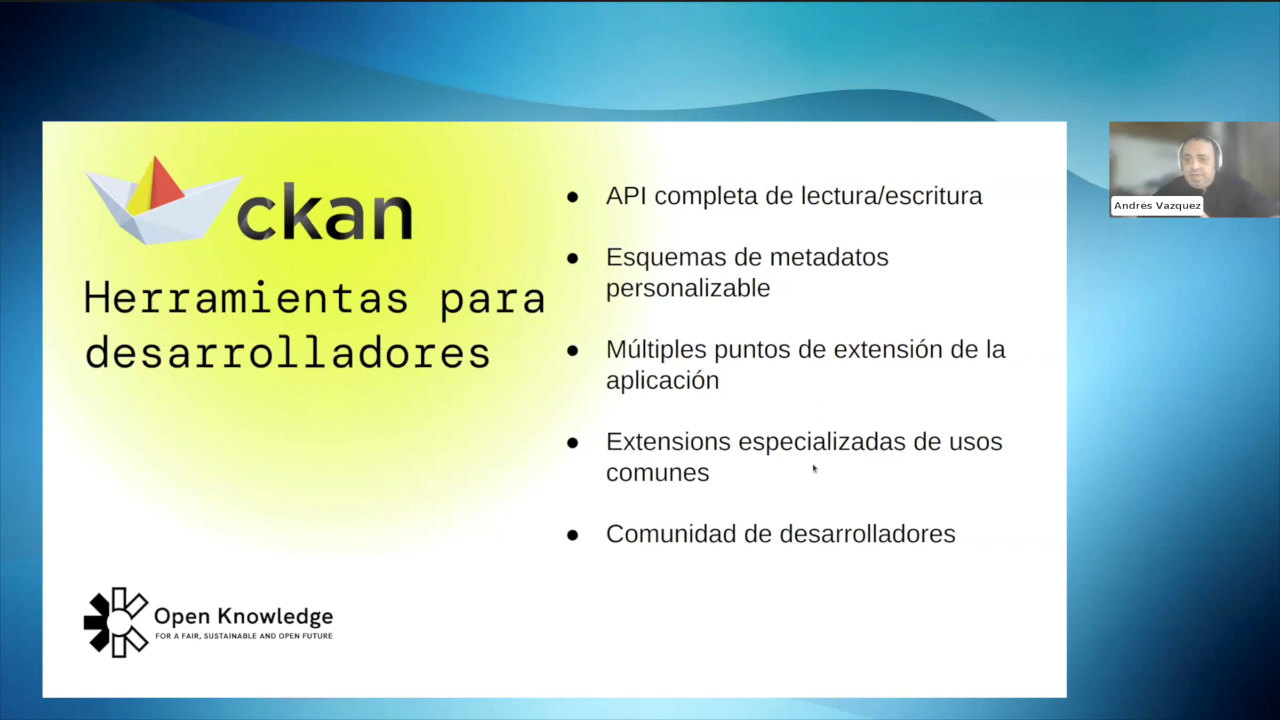 ckan
Herramientas para
desarrolladores
● API completa de lectura/escritura
● Esquemas de metadatos
personalizable
● Múltiples puntos de extensión de la
aplicación
● Extensions especializadas de usos
comunes
● Comunidad de desarrolladores
Open Knowledge
FOR A FAIR, SUSTAINABLE AND OPEN FUTURE
Andrés Vazquez